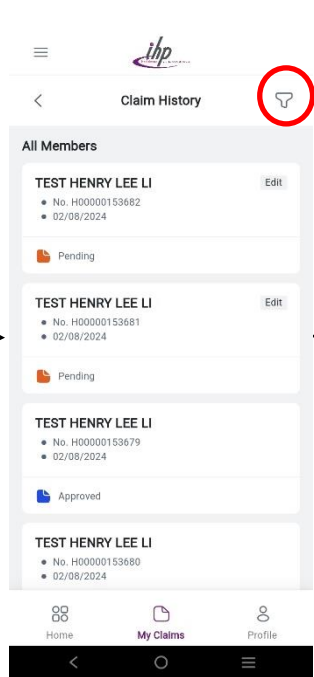 ihp
Claim History
All Members
TEST HENRY LEE LI
Edit
No. H00000153682
02/08/2024
Pending
TEST HENRY LEE LI
Edit
No. H00000153681
02/08/2024
Pending
TEST HENRY LEE LI
No. H00000153679
02/08/2024
Approved
TEST HENRY LEE LI
No. H00000153680
02/08/2024
Home
My Claims
Profile